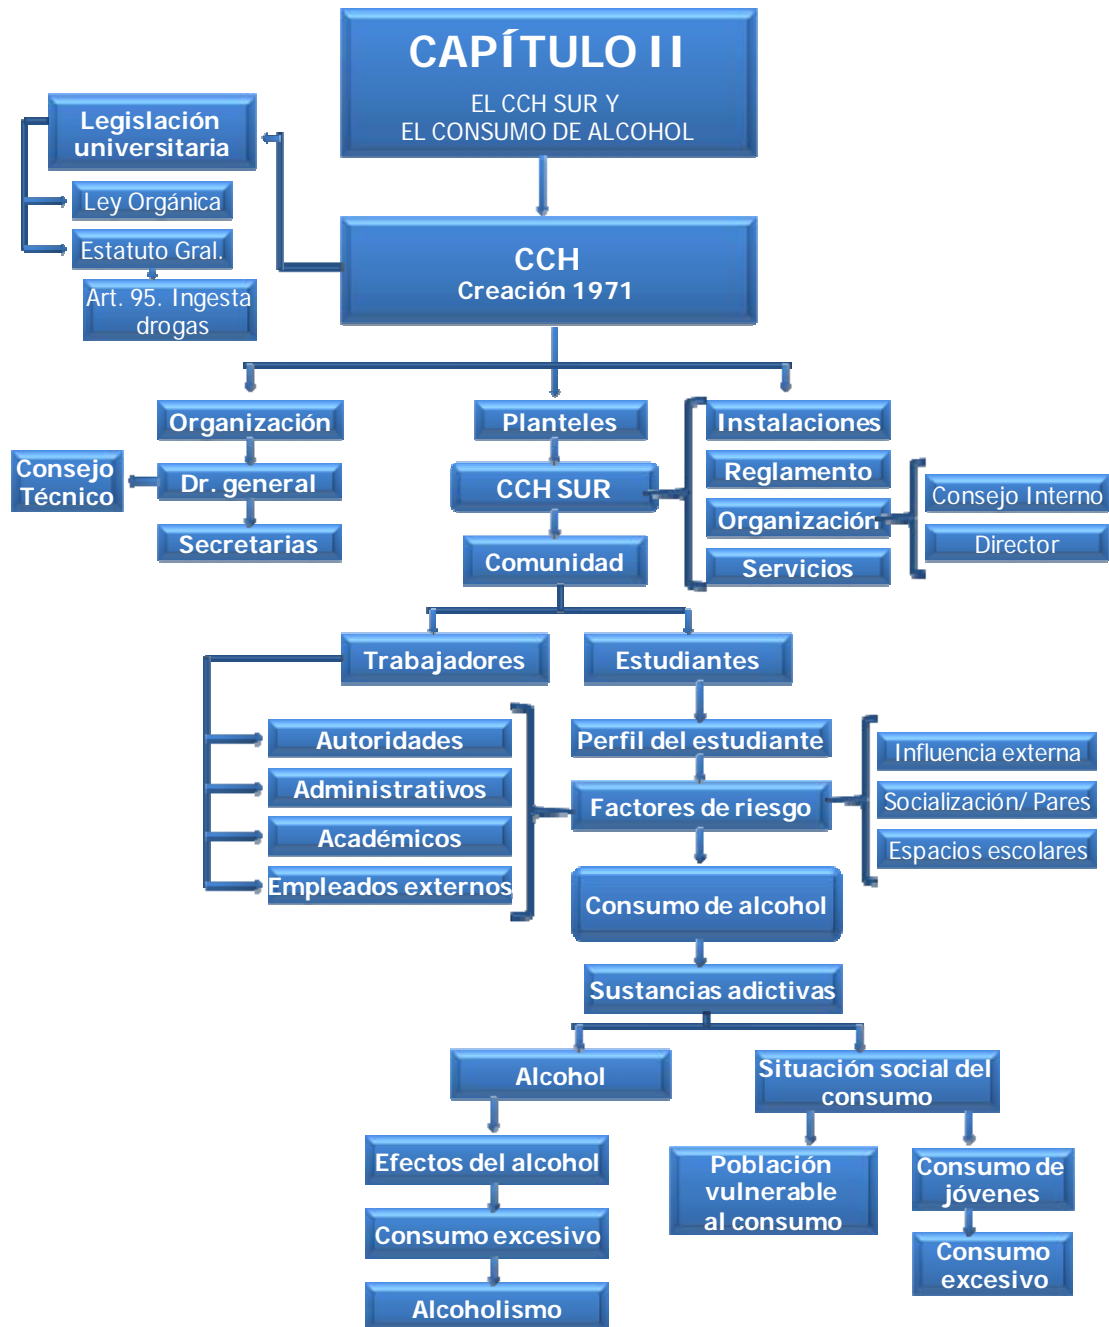 CAPÍTULO II
EL CCH SUR Y
EL CONSUMO DE ALCOHOL
Legislación
universitaria
Ley Orgánica
Estatuto Gral.
Art. 95. Ingesta
drogas
CCH
Creación 1971
Organización
Planteles
Instalaciones
Consejo
Técnico
Dr. general
CCH SUR
Reglamento
Organización
Consejo Interno
Director
Secretarias
Comunidad
Servicios
Trabajadores
Estudiantes
Autoridades
Administrativos
Académicos
Empleados externos
Perfil del estudiante
Factores de riesgo
Influencia externa
Socialización/ Pares
Espacios escolares
Consumo de alcohol
Sustancias adictivas
Alcohol
Situación social del
consumo
Efectos del alcohol
Consumo excesivo
Alcoholismo
Población
vulnerable
al consumo
Consumo de
jóvenes
Consumo
excesivo